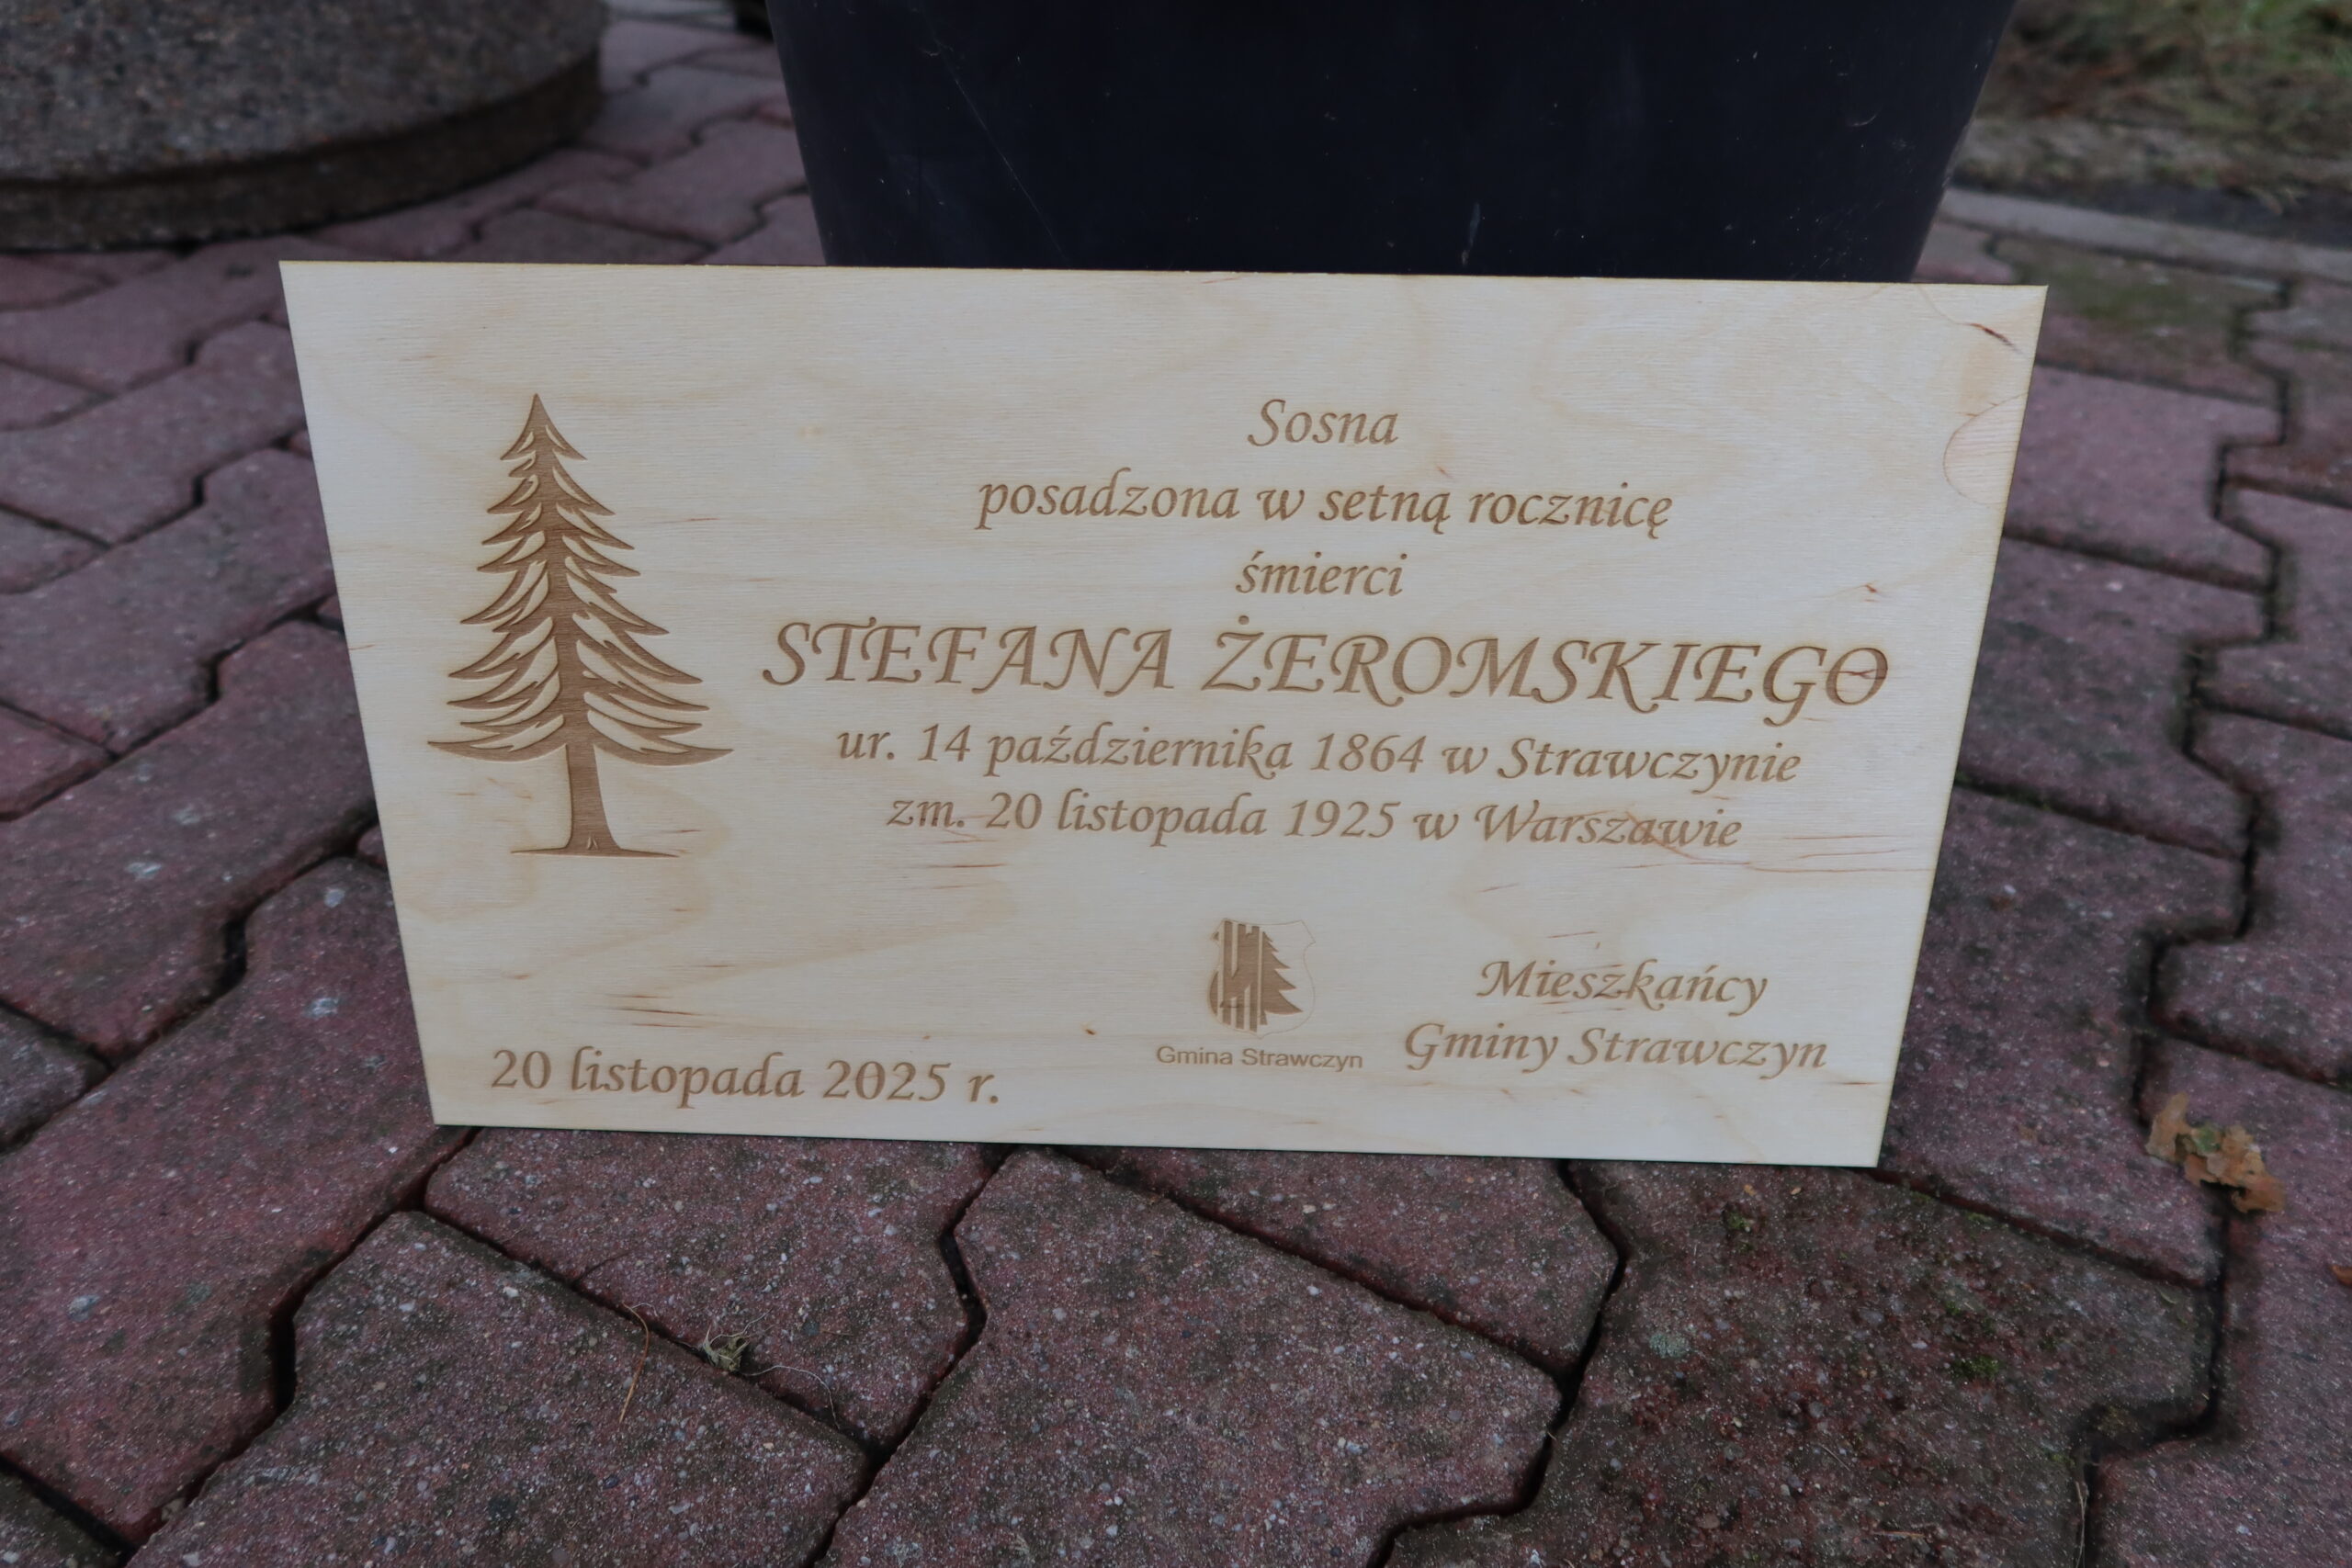 Sosna
posadzona w setną rocznicę
śmierci
STEFANA ŻEROMSKIEGO
ur. 14 października 1864 w Strawczynie
zm. 20 listopada 1925 w Warszawie
Mieszkańcy
Gminy Strawczyn
Gmina Strawczyn
20 listopada 2025 r.